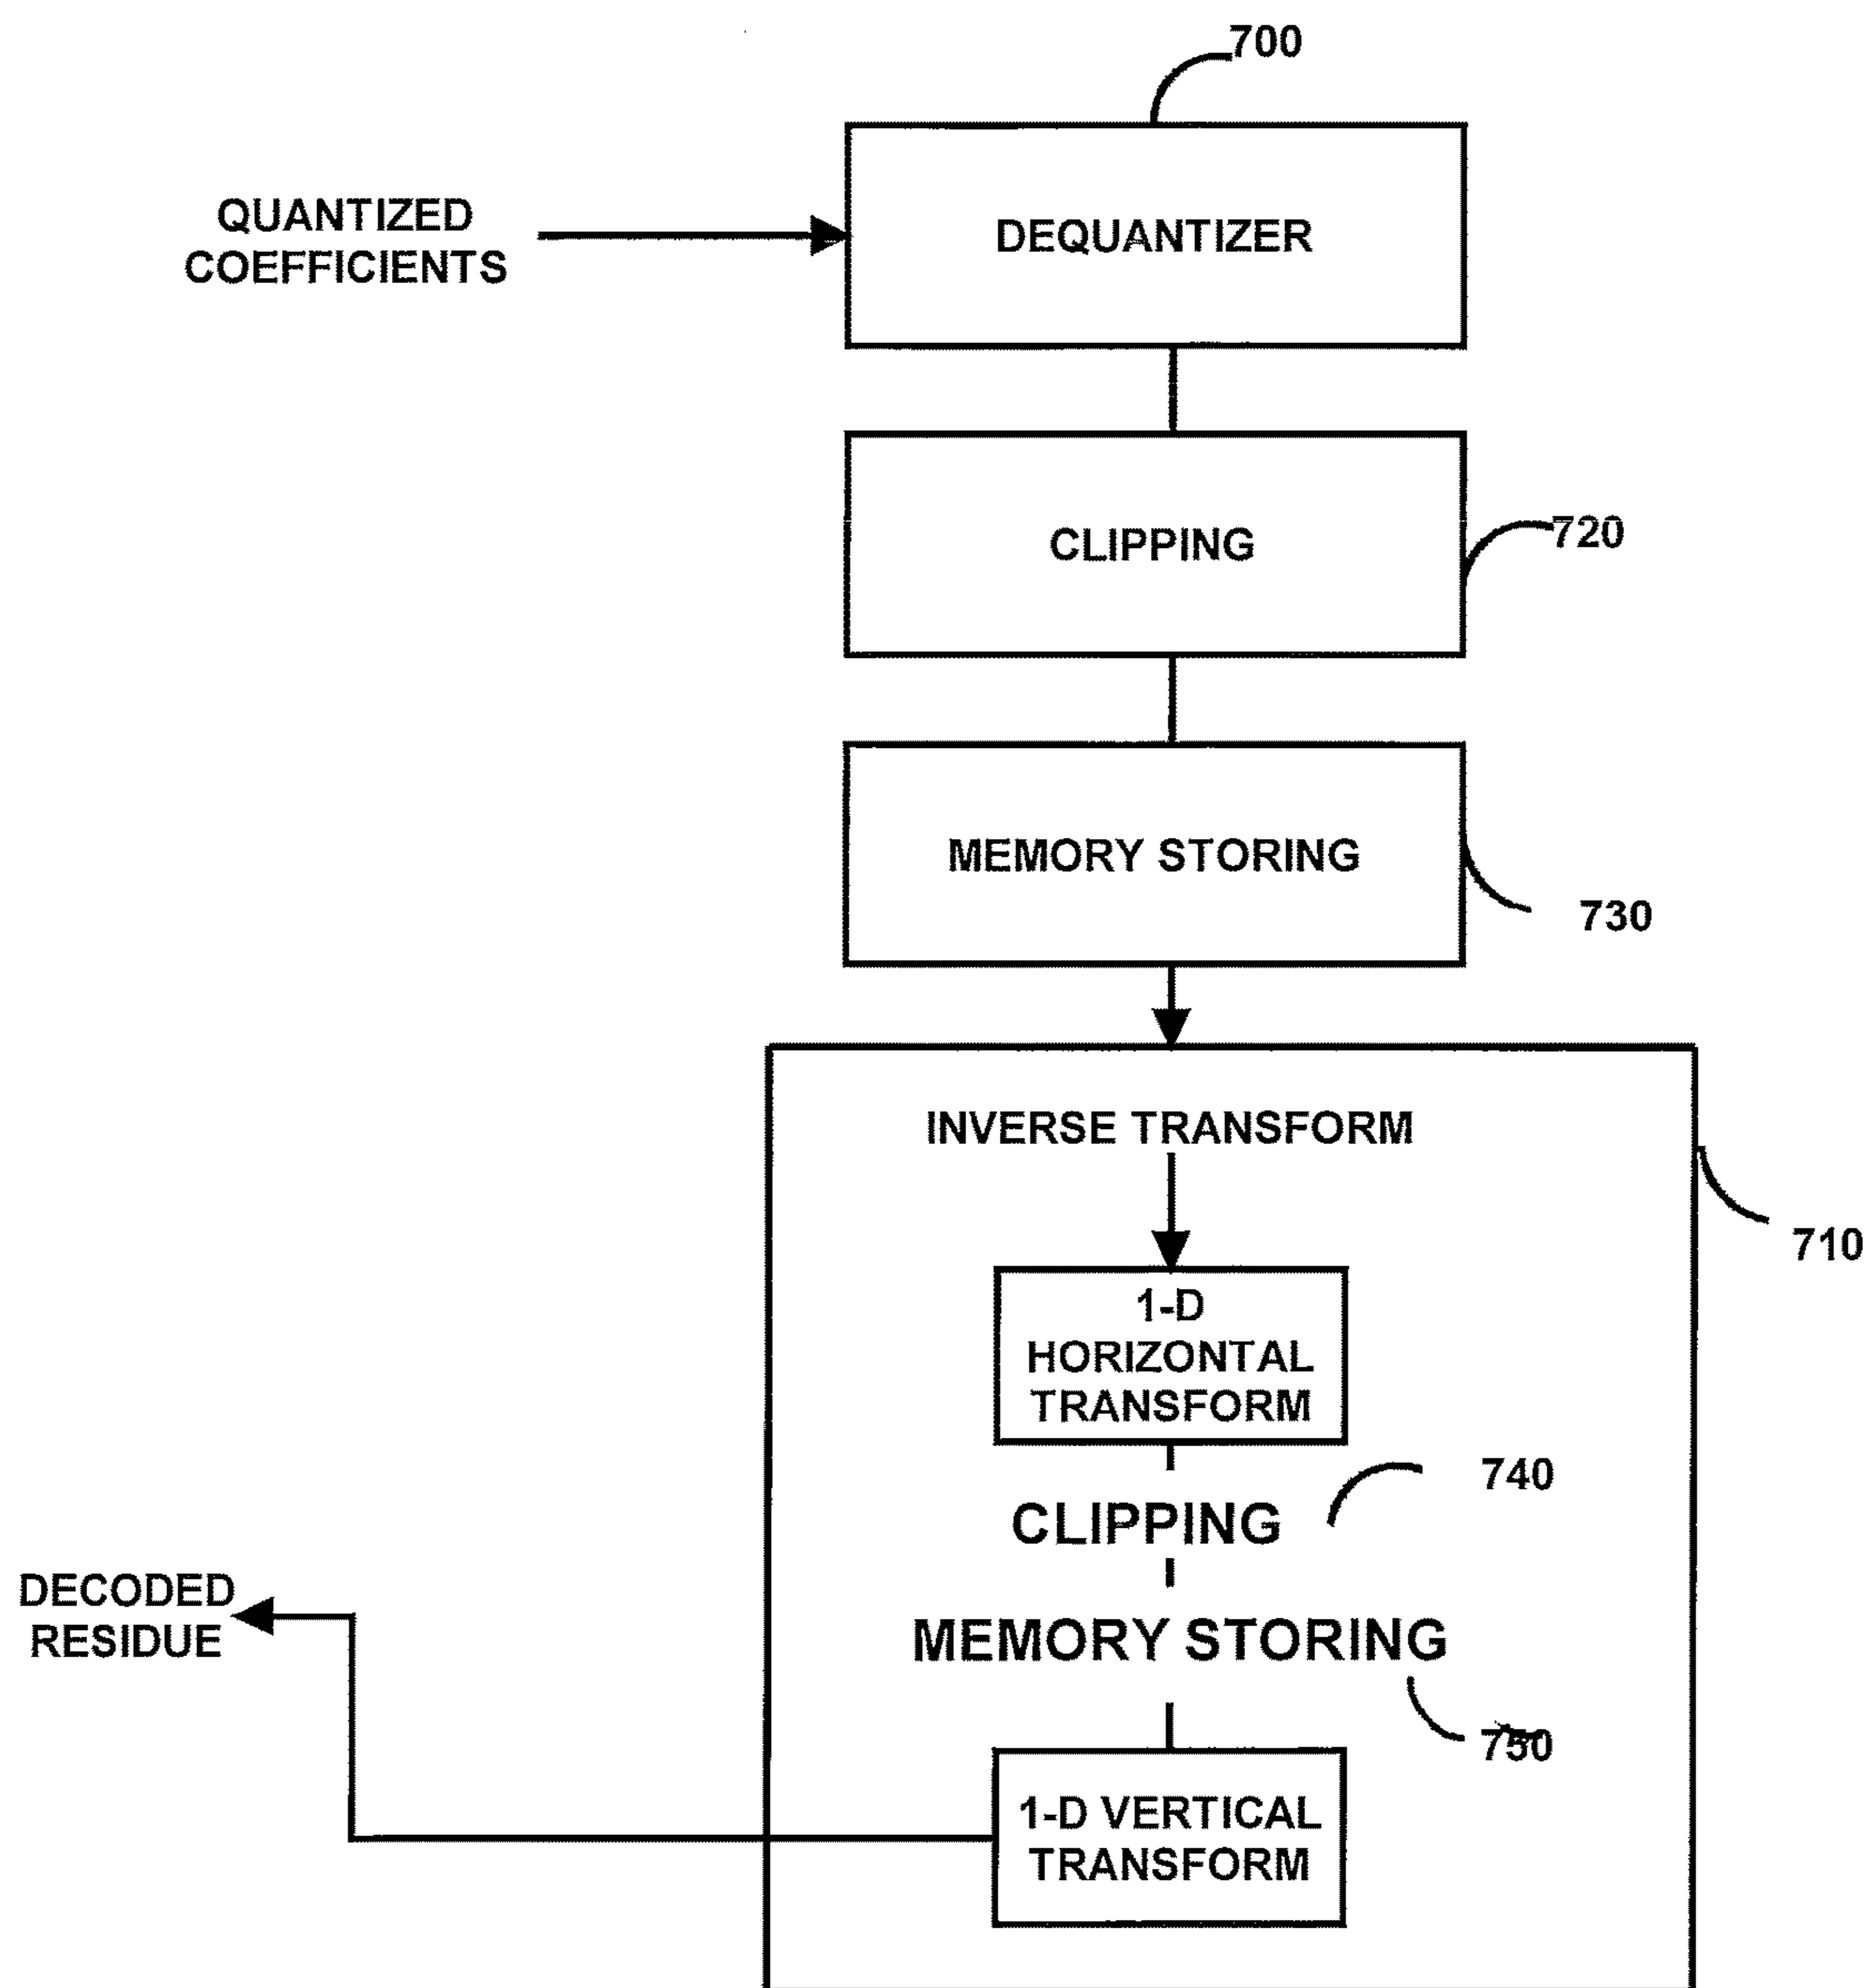 700
QUANTIZED
COEFFICIENTS
DEQUANTIZER
CLIPPING
720
MEMORY STORING
730
INVERSE TRANSFORM
710
1-D
HORIZONTAL
TRANSFORM
740
CLIPPING
DECODED
RESIDUE
MEMORY STORING
750
1-D VERTICAL
TRANSFORM